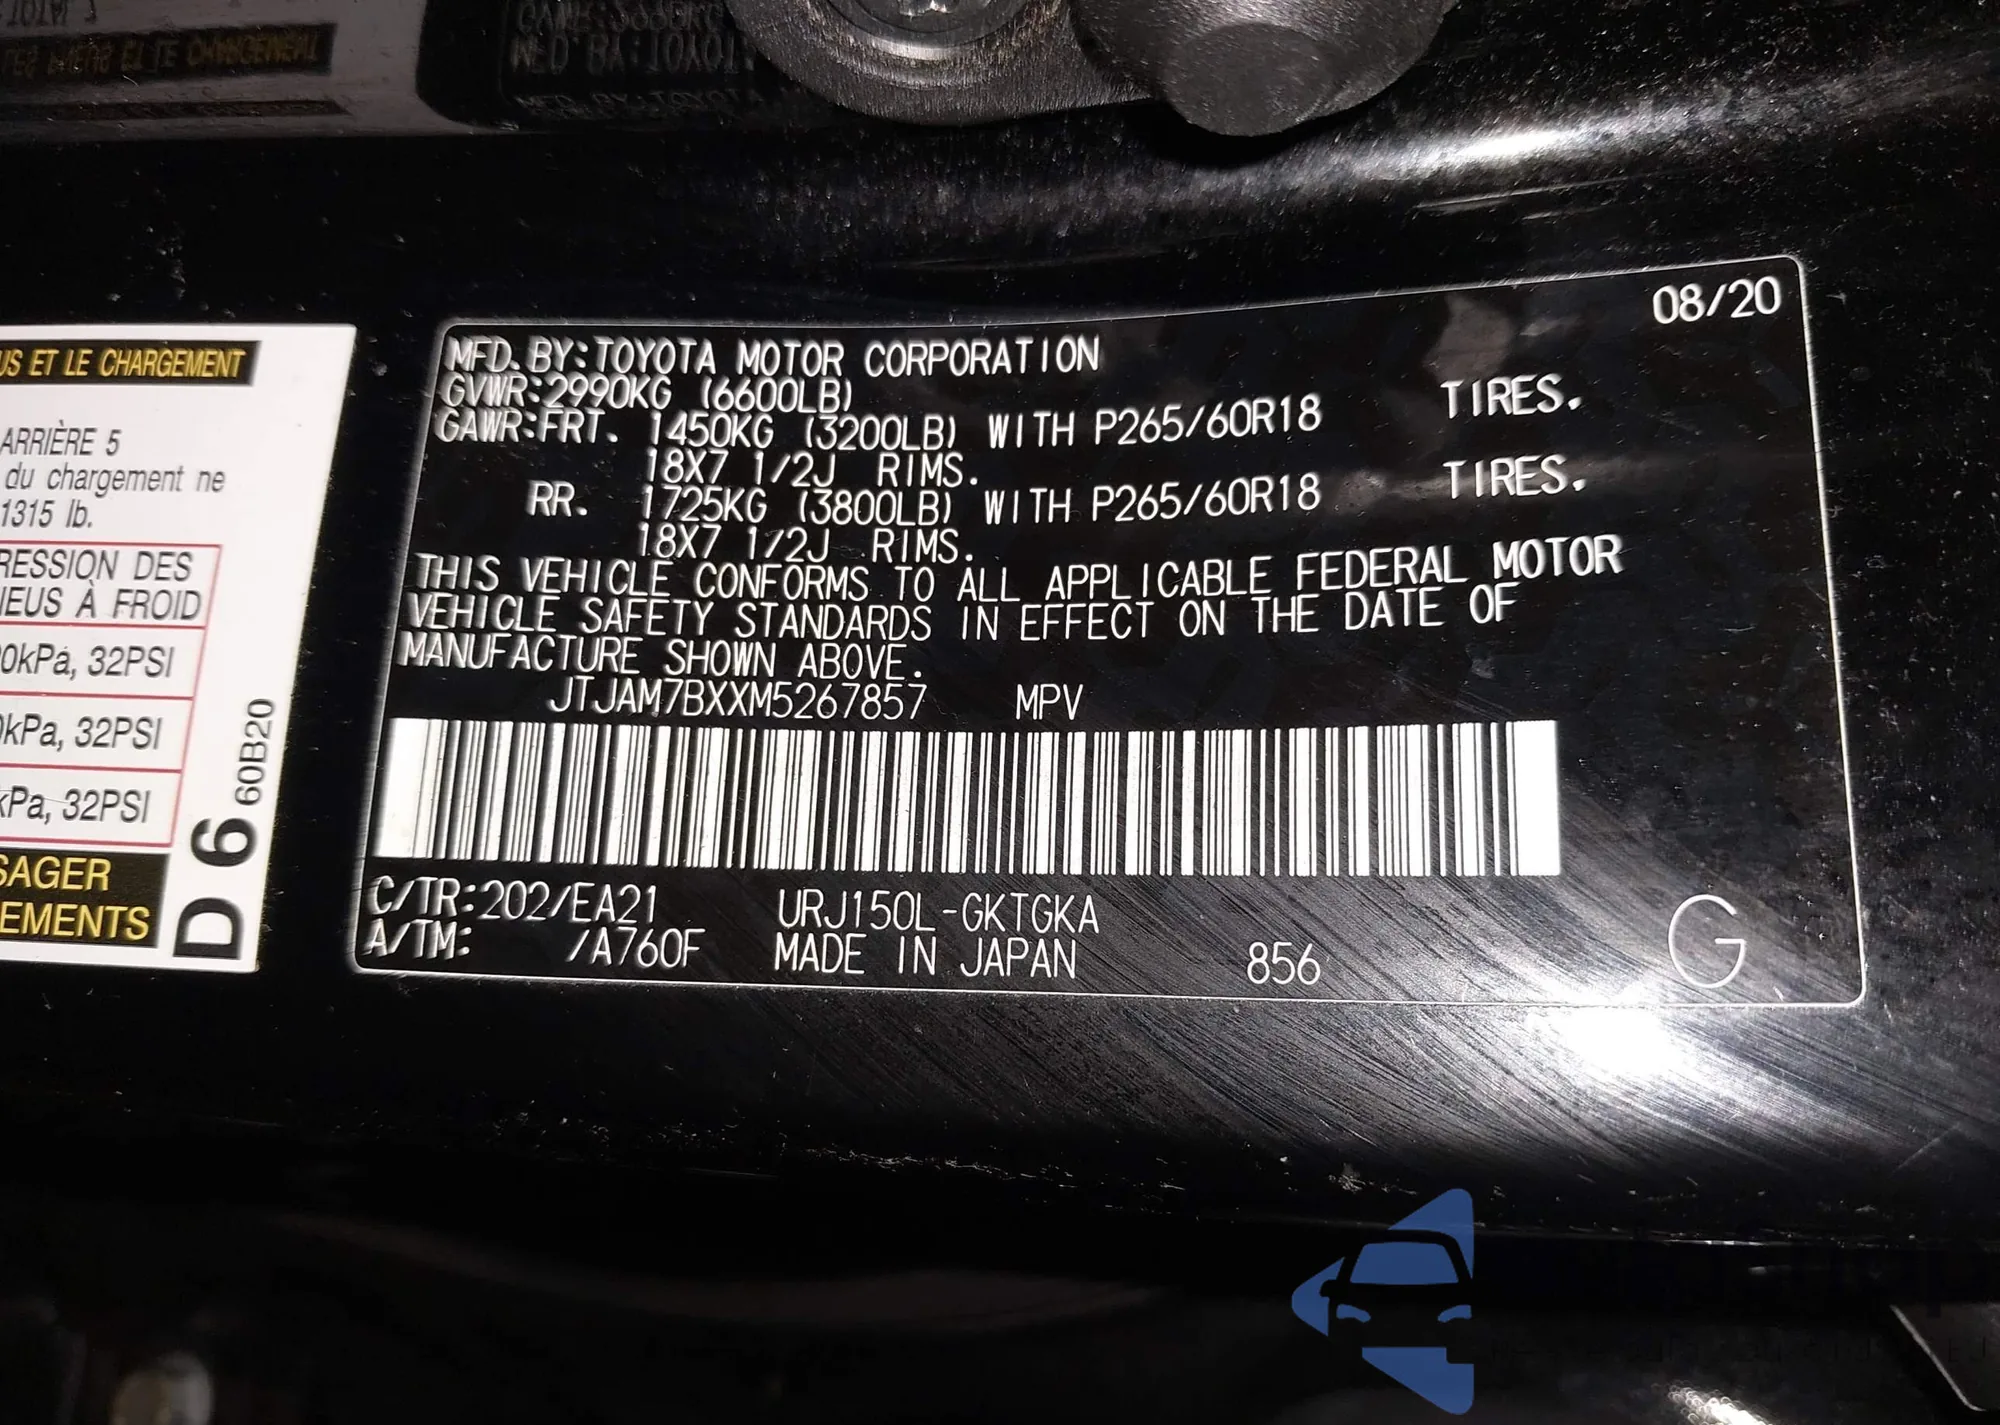 US ET LE CHARGEMENT
ARRIÈRE 5
du chargement ne
1315 lb.
RESSION DES
NEUS À FROID
0kPa, 32PSI
0kPa, 32PSI
kPa, 32PSI
SAGER
EMENTS
D 6 60B20
08/20
MFD. BY: TOYOTA MOTOR CORPORATION
GVWR: 2990KG (6600LB)
GAWR: FRT. 1450KG (3200LB) WITH P265/60R18 TIRES.
18X7 1/2J RIMS.
RR. 1725KG (3800LB) WITH P265/60R18 TIRES.
18X7 1/2J RIMS.
THIS VEHICLE CONFORMS TO ALL APPLICABLE FEDERAL MOTOR
VEHICLE SAFETY STANDARDS IN EFFECT ON THE DATE OF
MANUFACTURE SHOWN ABOVE.
JTJAM7BXXM5267857 MPV
C/TR: 202/EA21 URJ150L-GKTGKA
A/TM: /A760F MADE IN JAPAN 856 G